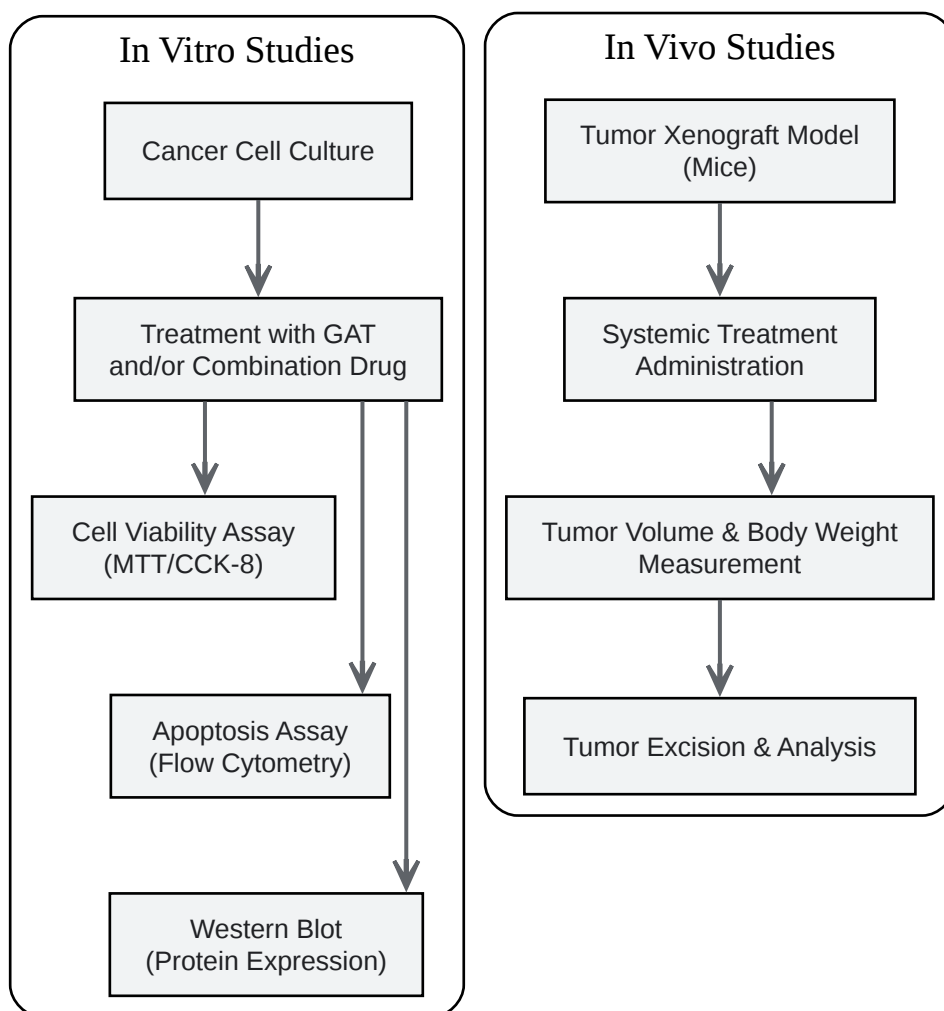 In Vitro Studies
Cancer Cell Culture
Treatment with GAT
and/or Combination Drug
Cell Viability Assay
(MTT/CCK-8)
Apoptosis Assay
(Flow Cytometry)
Western Blot
(Protein Expression)
In Vivo Studies
Tumor Xenograft Model
(Mice)
Systemic Treatment
Administration
Tumor Volume & Body Weight
Measurement
Tumor Excision & Analysis